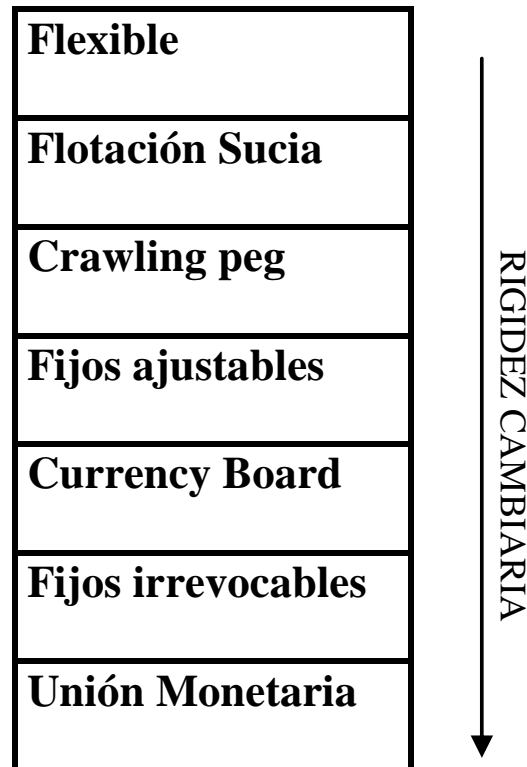 Flexible
Flotación Sucia
Crawling peg
Fijos ajustables
Currency Board
Fijos irrevocables
Unión Monetaria
RIGIDEZ CAMBIARIA